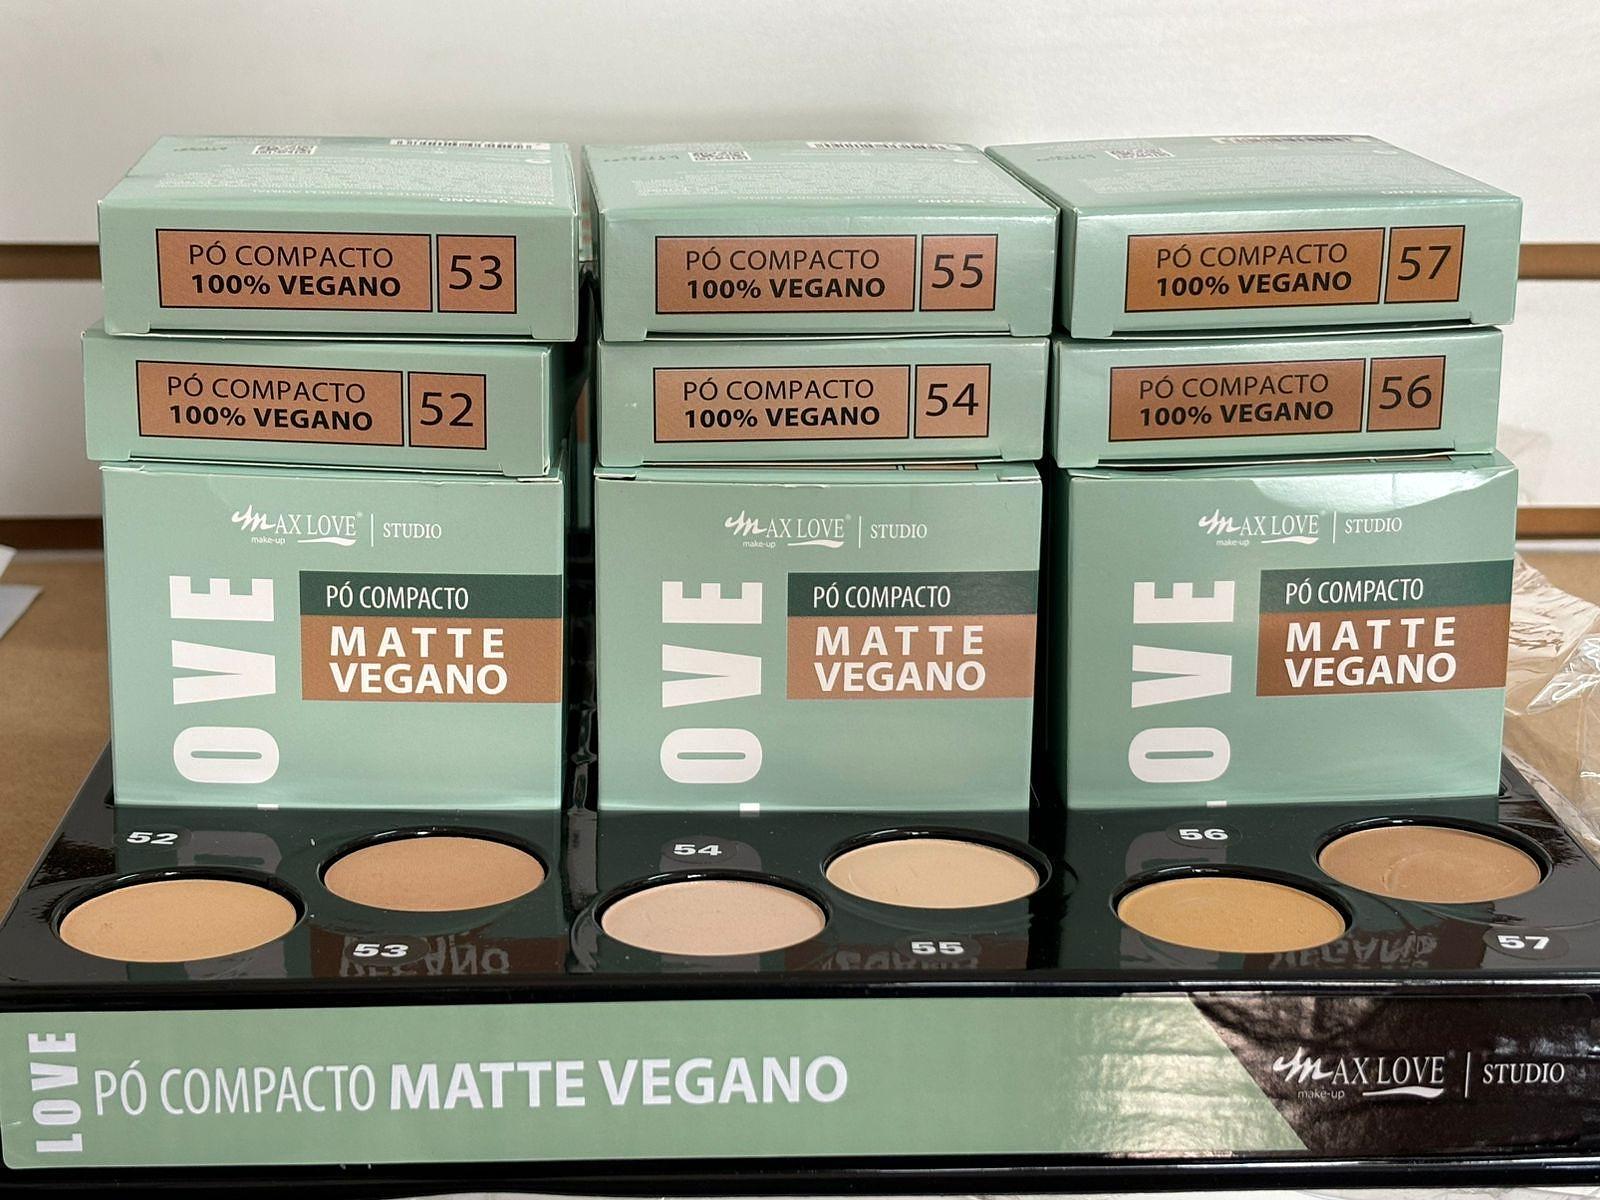 PÓ COMPACTO
100% VEGANO
53
PÓ COMPACTO
100% VEGANO
55
PÓ COMPACTO
100% VEGANO
57
PÓ COMPACTO
100% VEGANO
52
PÓ COMPACTO
100% VEGANO
54
PÓ COMPACTO
100% VEGANO
56
MAX LOVE® | STUDIO
make-up
LOVE
PÓ COMPACTO
MATTE
VEGANO
MAX LOVE® | STUDIO
make-up
LOVE
PÓ COMPACTO
MATTE
VEGANO
MAX LOVE® | STUDIO
make-up
LOVE
PÓ COMPACTO
MATTE
VEGANO
52
53
54
55
56
57
LOVE
PÓ COMPACTO MATTE VEGANO
MAX LOVE® | STUDIO
make-up